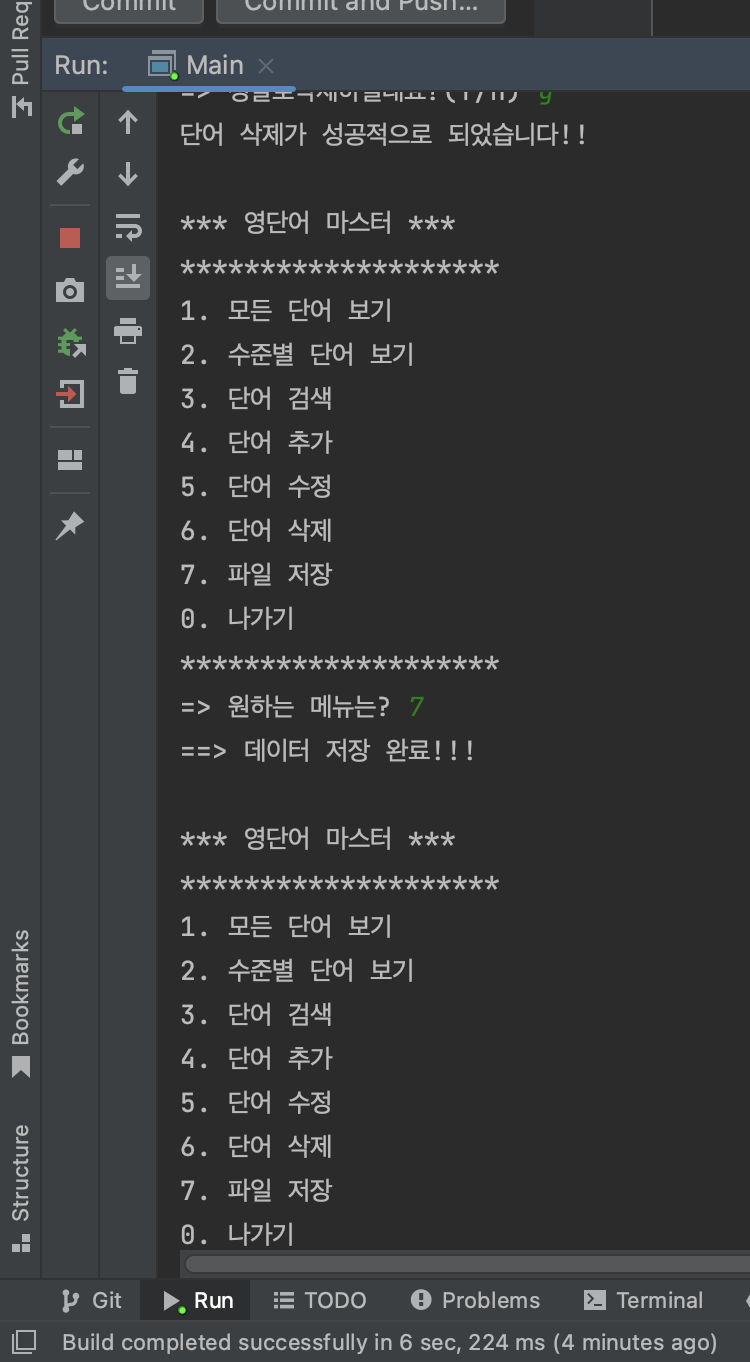 Commit
Commit and Push...
Pull Req
Run:
Main
(Y/n) y
단어 삭제가 성공적으로 되었습니다!!
*** 영단어 마스터 ***
********************
1. 모든 단어 보기
2. 수준별 단어 보기
3. 단어 검색
4. 단어 추가
5. 단어 수정
6. 단어 삭제
7. 파일 저장
0. 나가기
********************
=> 원하는 메뉴는? 7
==> 데이터 저장 완료!!!
*** 영단어 마스터 ***
********************
1. 모든 단어 보기
2. 수준별 단어 보기
3. 단어 검색
4. 단어 추가
5. 단어 수정
6. 단어 삭제
7. 파일 저장
0. 나가기
Bookmarks
Structure
Git
Run
TODO
Problems
Terminal
Build completed successfully in 6 sec, 224 ms (4 minutes ago)